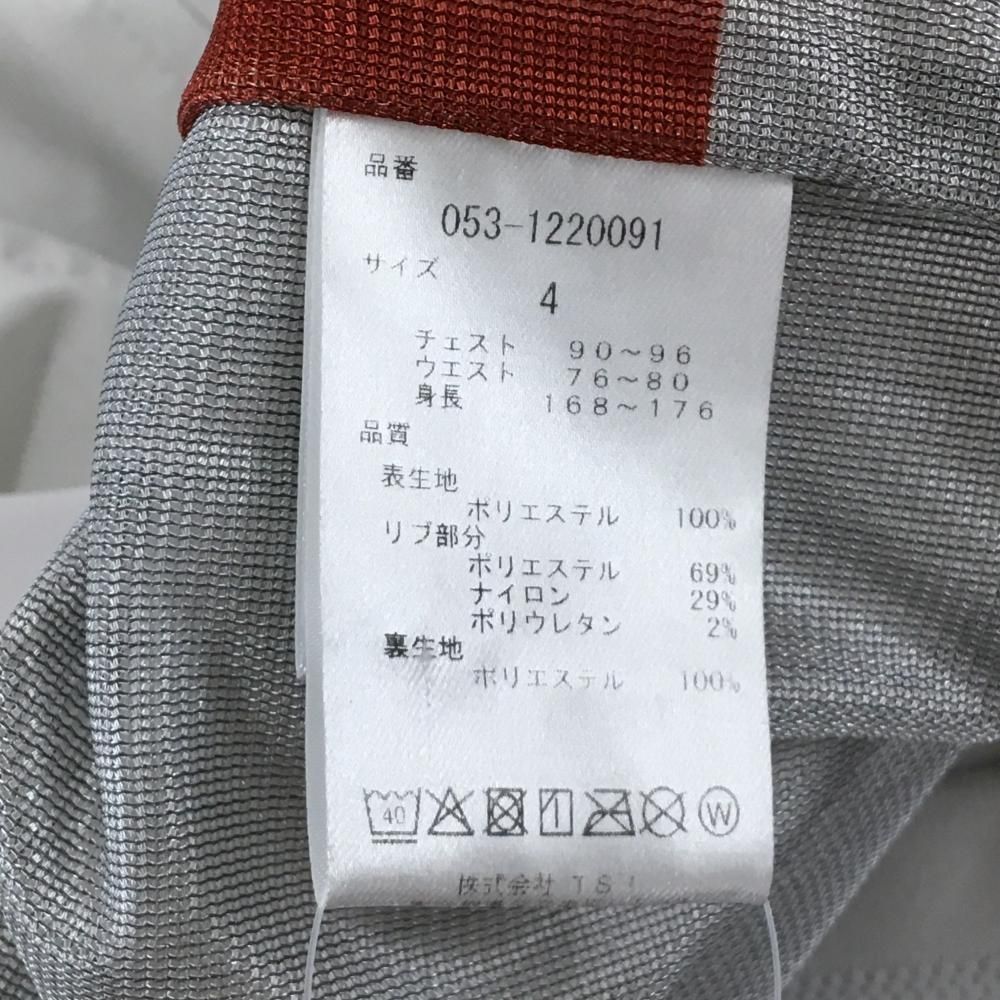 品番
053-1220091
サイズ
4
チェスト 90～96
ウエスト 76～80
身長 168～176
品質
表生地
ポリエステル 100%
リブ部分
ポリエステル 69%
ナイロン 29%
ポリウレタン 2%
裏生地
ポリエステル 100%
40 W
株式会社 TSI